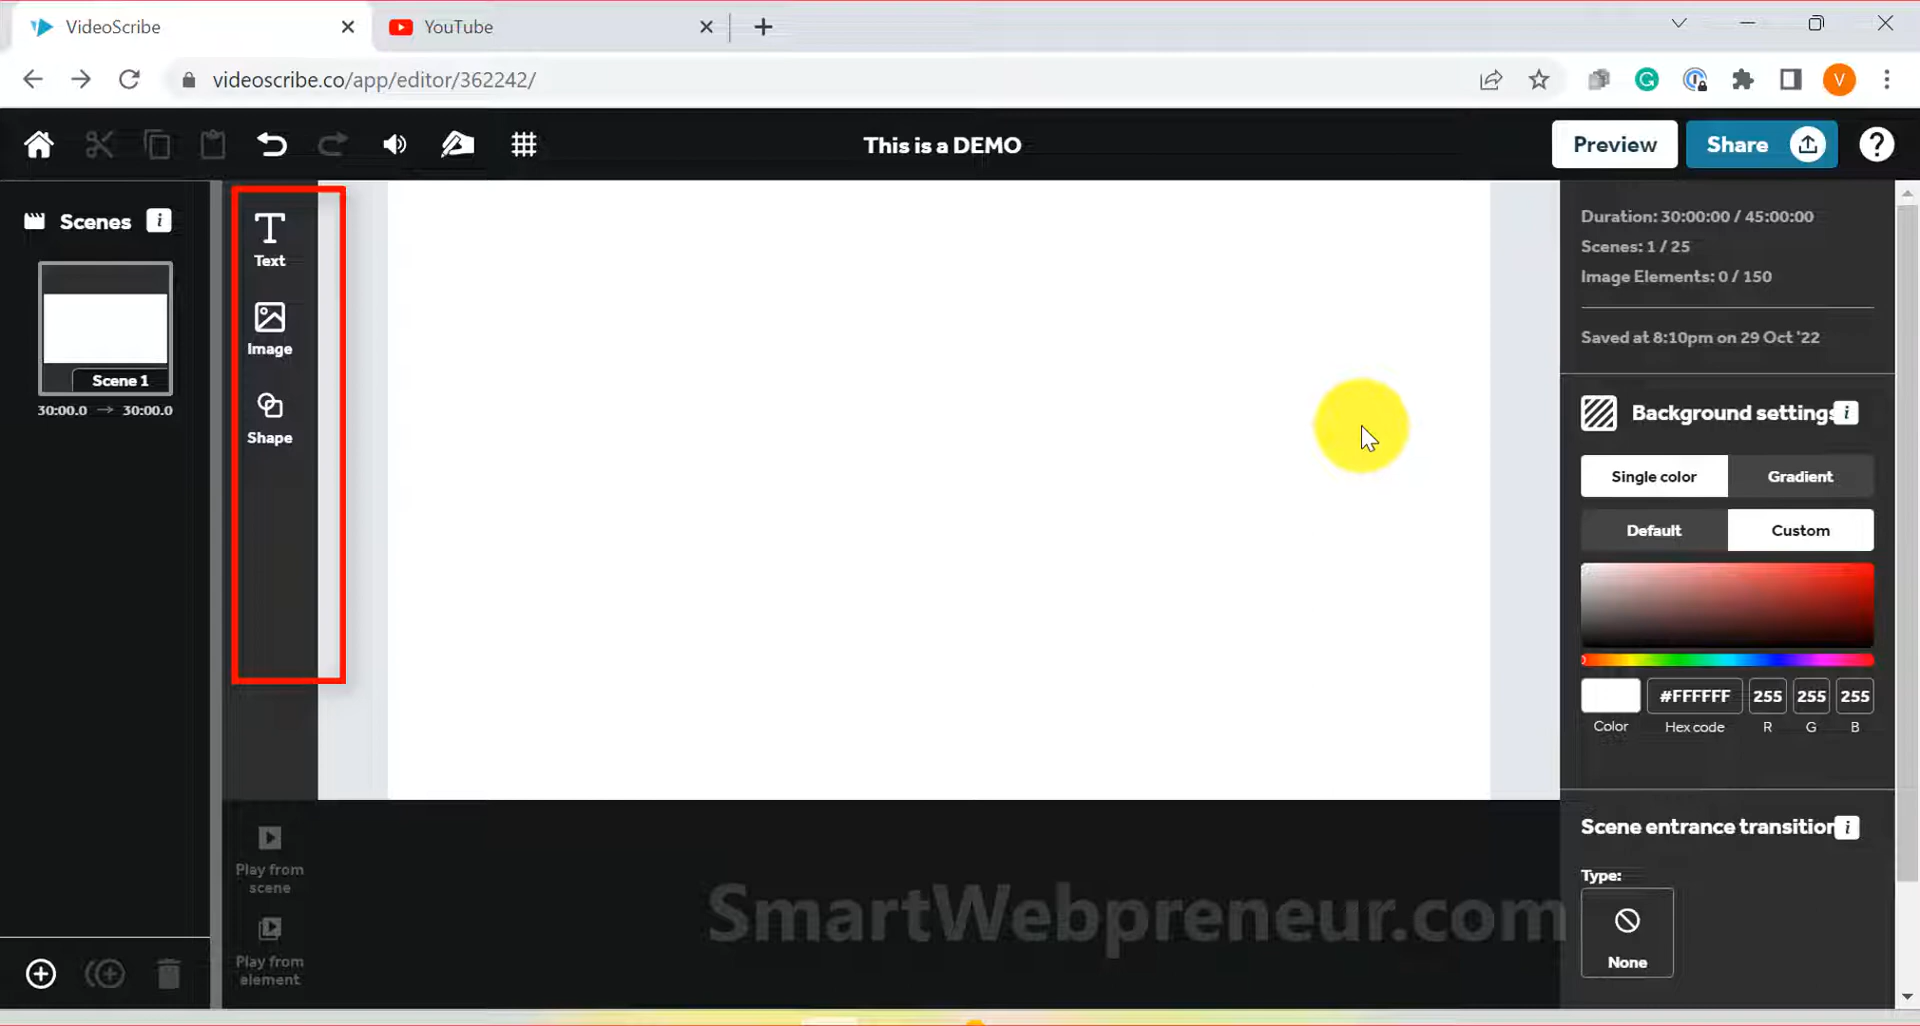 VideoScribe
YouTube
videoscribe.co/app/editor/362242/
V
This is a DEMO
Preview
Share
?
Scenes
i
Scene 1
30:00.0 → 30:00.0
Text
Image
Shape
Play from
scene
Play from
element
Duration: 30:00:00 / 45:00:00
Scenes: 1 / 25
Image Elements: 0 / 150
Saved at 8:10pm on 29 Oct '22
Background settings i
Single color
Gradient
Default
Custom
#FFFFFF 255 255 255
Color Hex code R G B
Scene entrance transition i
Type:
None
SmartWebpreneur.com